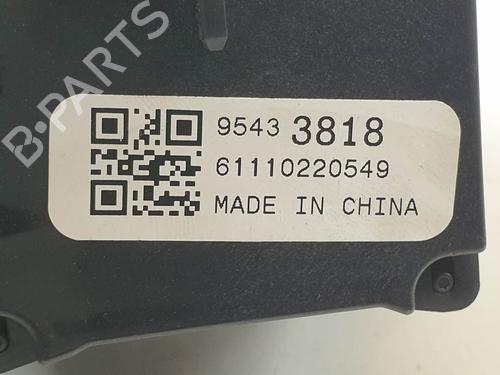 B-PARTS
9543 3818
61110220549
MADE IN CHINA